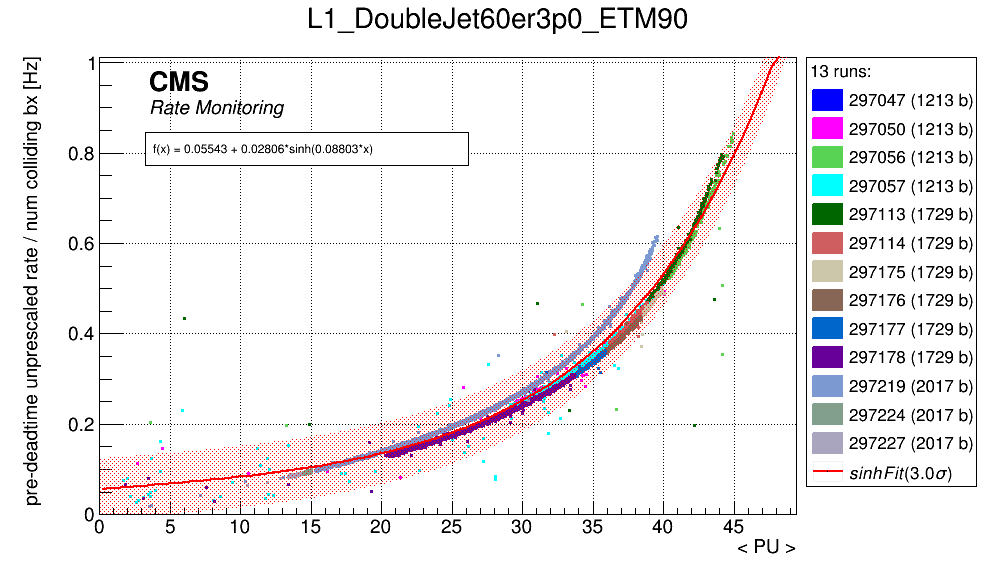 L1_DoubleJet60er3p0_ETM90
pre-deadtime unprescaled rate / num colliding bx [Hz]
1
0.8
0.6
0.4
0.2
0
CMS
Rate Monitoring
f(x) = 0.05543 + 0.02806*sinh(0.08803*x)
0 5 10 15 20 25 30 35 40 45
< PU >
13 runs:
297047 (1213 b)
297050 (1213 b)
297056 (1213 b)
297057 (1213 b)
297113 (1729 b)
297114 (1729 b)
297175 (1729 b)
297176 (1729 b)
297177 (1729 b)
297178 (1729 b)
297219 (2017 b)
297224 (2017 b)
297227 (2017 b)
sinhFit(3.0σ)